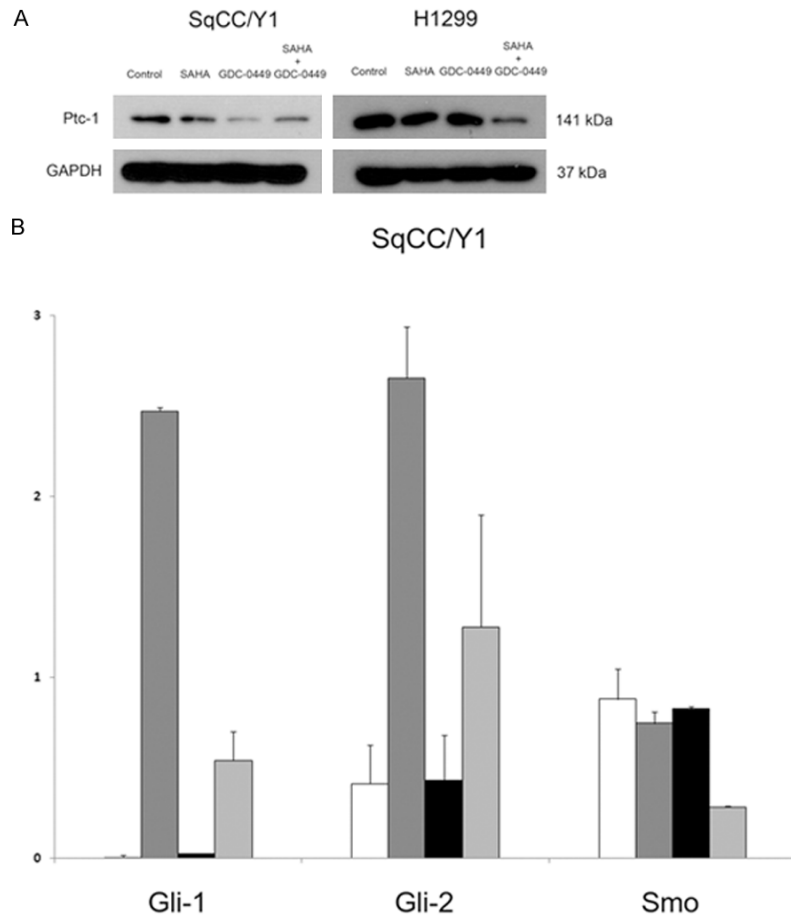 A
SqCC/Y1
H1299
Control
SAHA
GDC-0449
SAHA
+
GDC-0449
Control
SAHA
GDC-0449
SAHA
+
GDC-0449
Ptc-1
141 kDa
GAPDH
37 kDa
B
SqCC/Y1
3
2
1
0
Gli-1
Gli-2
Smo